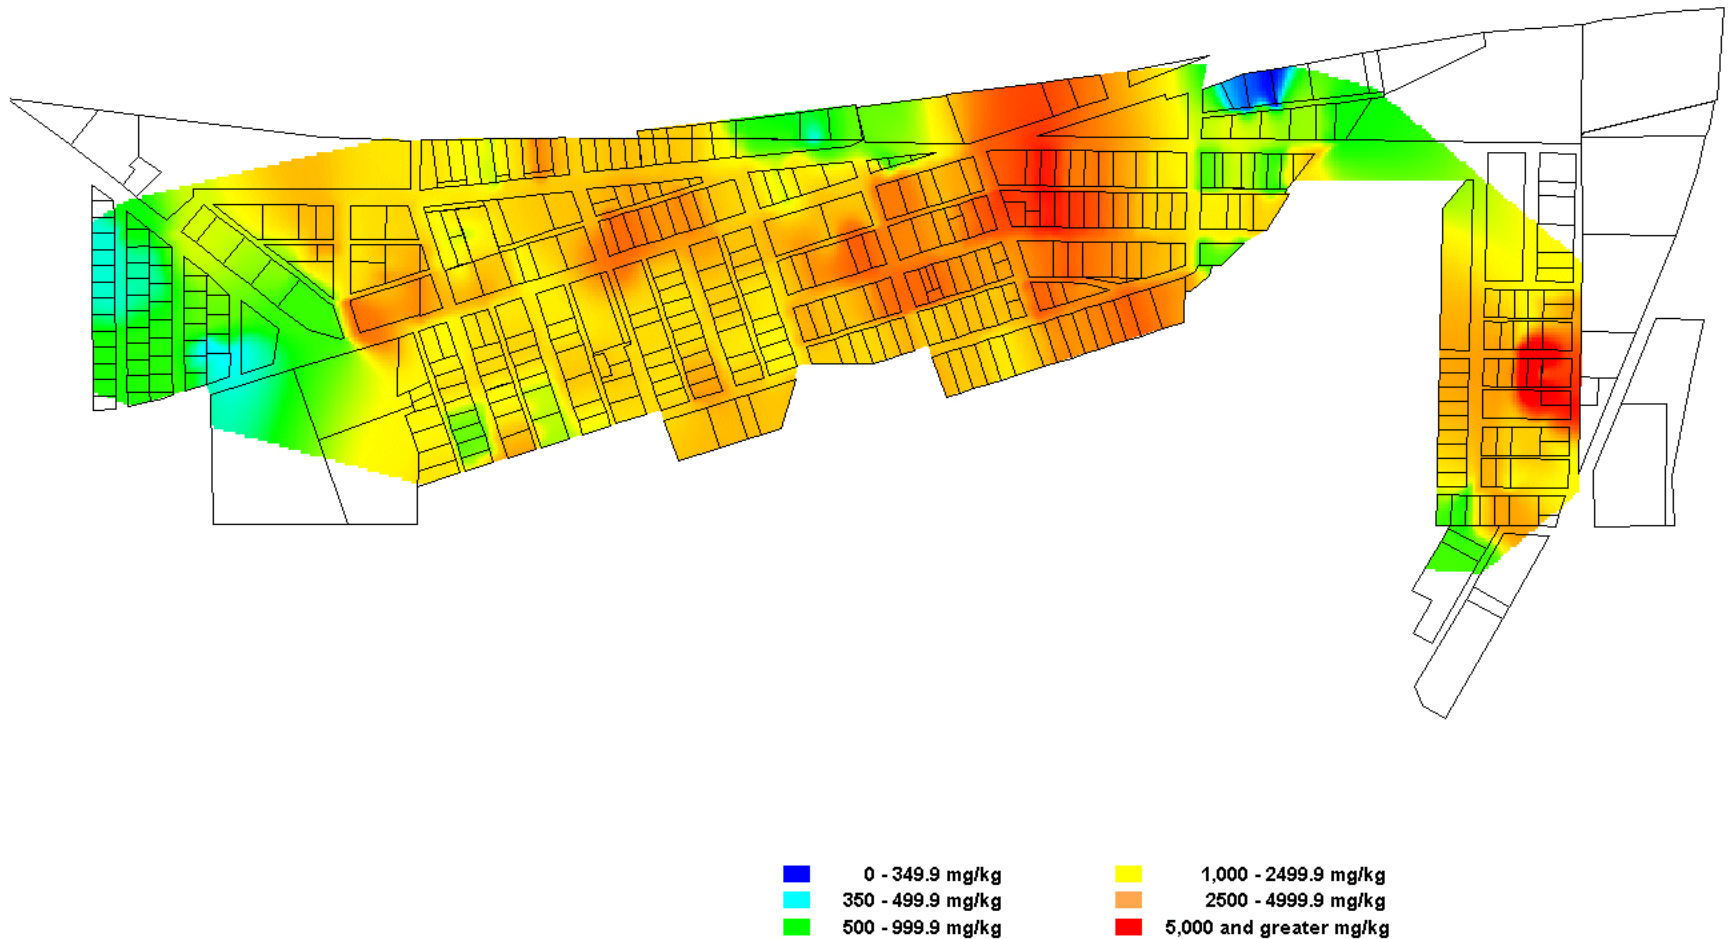 0 - 349.9 mg/kg
350 - 499.9 mg/kg
500 - 999.9 mg/kg
1,000 - 2499.9 mg/kg
2500 - 4999.9 mg/kg
5,000 and greater mg/kg